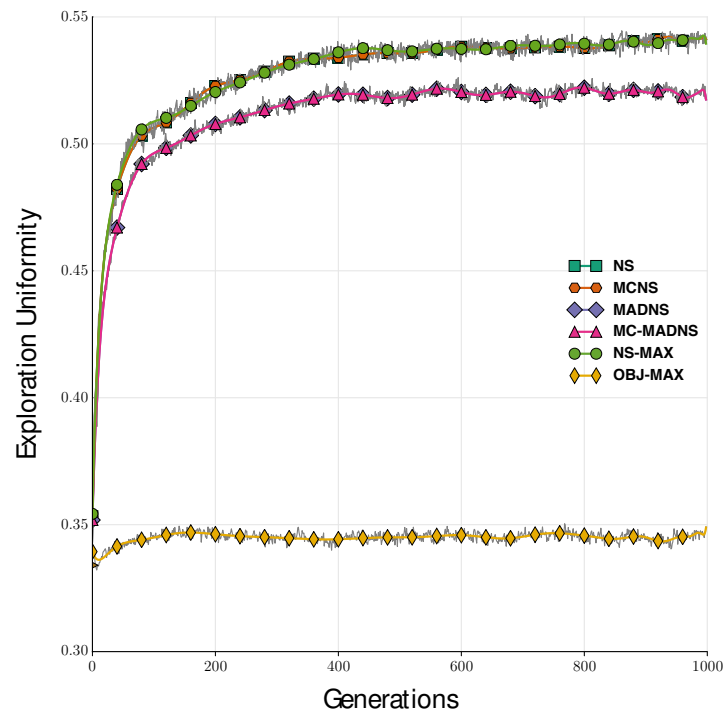 0.55
0.50
0.45
0.40
0.35
0.30
Exploration Uniformity
NS
MCNS
MADNS
MC-MADNS
NS-MAX
OBJ-MAX
0 200 400 600 800 1000
Generations